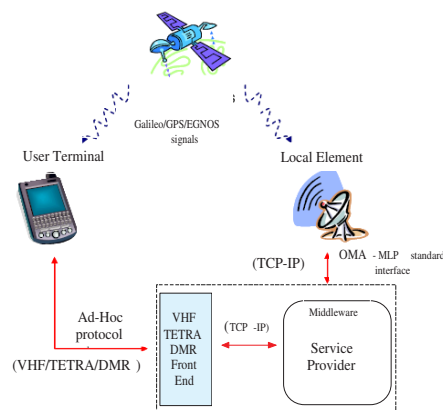 Galileo/GPS/EGNOS
signals
User Terminal
Local Element
(TCP-IP)
OMA - MLP standard
interface
Ad-Hoc
protocol
(VHF/TETRA/DMR )
VHF
TETRA
DMR
Front
End
(TCP -IP)
Middleware
Service
Provider